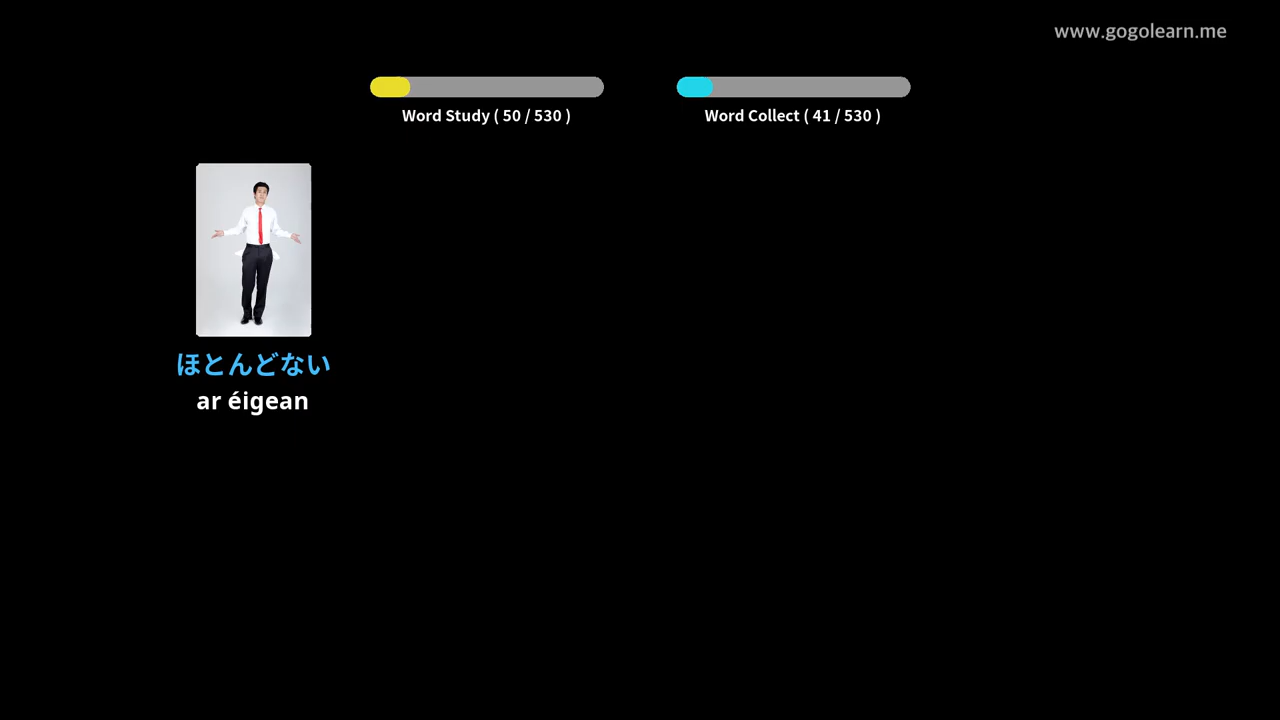 www.gogolearn.me
Word Study ( 50 / 530 )
Word Collect ( 41 / 530 )
ほとんどない
ar éigean